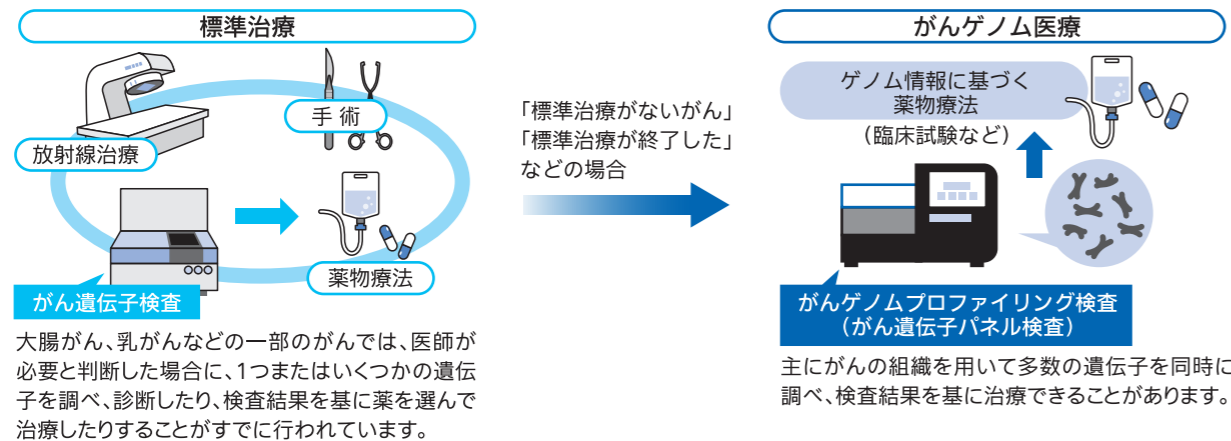 標準治療
手術
放射線治療
薬物療法
がん遺伝子検査
大腸がん、乳がんなどの一部のがんでは、医師が
必要と判断した場合に、1つまたはいくつかの遺伝
子を調べ、診断したり、検査結果を基に薬を選んで
治療したりすることがすでに行われています。
「標準治療がないがん」
「標準治療が終了した」
などの場合
がんゲノム医療
ゲノム情報に基づく
薬物療法
(臨床試験など)
がんゲノムプロファイリング検査
(がん遺伝子パネル検査)
主にがんの組織を用いて多数の遺伝子を同時に
調べ、検査結果を基に治療できることがあります。